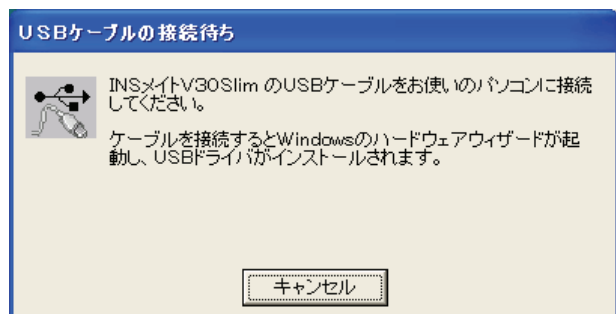 USBケーブルの接続待ち
INSメイトV30Slim のUSBケーブルをお使いのパソコンに接続
してください。
ケーブルを接続するとWindowsのハードウェアウィザードが起
動し、USBドライバがインストールされます。
キャンセル